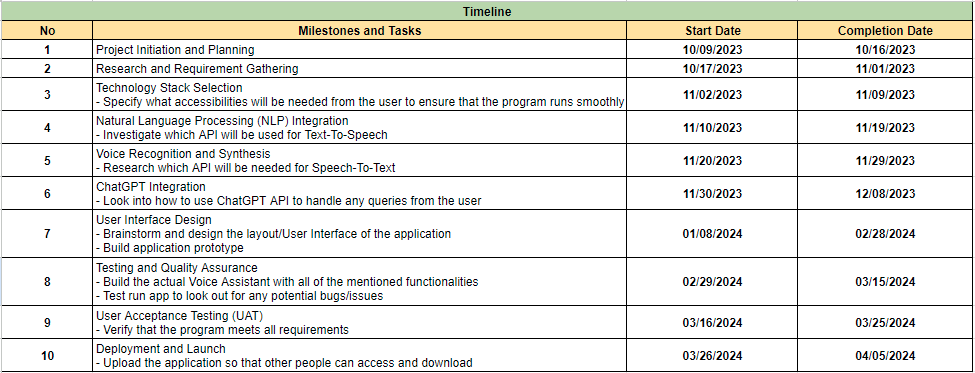 Timeline
No Milestones and Tasks Start Date Completion Date
1 Project Initiation and Planning 10/09/2023 10/16/2023
2 Research and Requirement Gathering 10/17/2023 11/01/2023
3 Technology Stack Selection 11/02/2023 11/09/2023
- Specify what accessibilities will be needed from the user to ensure that the program runs smoothly
4 Natural Language Processing (NLP) Integration 11/10/2023 11/19/2023
- Investigate which API will be used for Text-To-Speech
5 Voice Recognition and Synthesis 11/20/2023 11/29/2023
- Research which API will be needed for Speech-To-Text
6 ChatGPT Integration 11/30/2023 12/08/2023
- Look into how to use ChatGPT API to handle any queries from the user
7 User Interface Design 01/08/2024 02/28/2024
- Brainstorm and design the layout/User Interface of the application
- Build application prototype
8 Testing and Quality Assurance 02/29/2024 03/15/2024
- Build the actual Voice Assistant with all of the mentioned functionalities
- Test run app to look out for any potential bugs/issues
9 User Acceptance Testing (UAT) 03/16/2024 03/25/2024
- Verify that the program meets all requirements
10 Deployment and Launch 03/26/2024 04/05/2024
- Upload the application so that other people can access and download